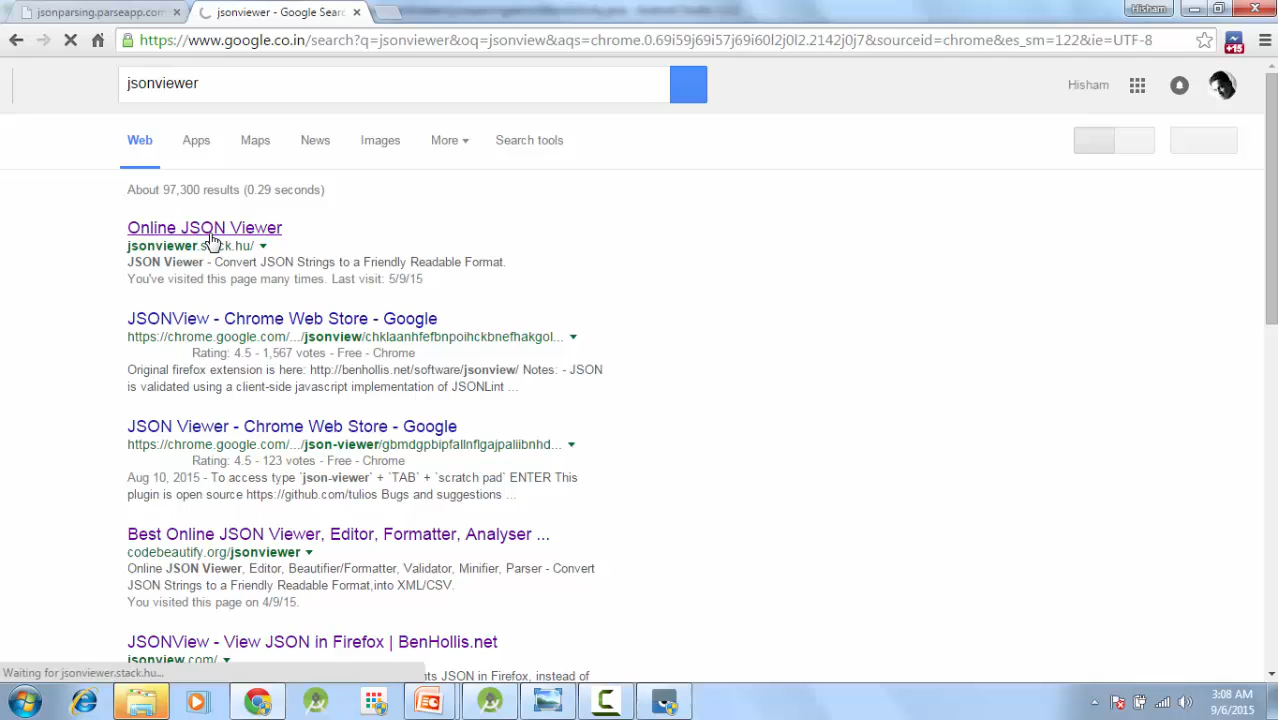 jsonparsing.parseapp.com
jsonviewer - Google Sear
Hisham
https://www.google.co.in/search?q=jsonviewer&oq=jsonview&aqs=chrome.0.69i59j69i57j69i60l2j0l2.2142j0j7&sourceid=chrome&es_sm=122&ie=UTF-8
+15
jsonviewer
Hisham
Web Apps Maps News Images More Search tools
About 97,300 results (0.29 seconds)
Online JSON Viewer
jsonviewer.stack.hu/
JSON Viewer - Convert JSON Strings to a Friendly Readable Format.
You've visited this page many times. Last visit: 5/9/15
JSONView - Chrome Web Store - Google
https://chrome.google.com/.../jsonview/chklaanhfefbnpoihckbnefhakgol...
Rating: 4.5 - 1,567 votes - Free - Chrome
Original firefox extension is here: http://benhollis.net/software/jsonview/ Notes: - JSON
is validated using a client-side javascript implementation of JSONLint ...
JSON Viewer - Chrome Web Store - Google
https://chrome.google.com/.../json-viewer/gbmdgpbipfallnflgajpaliibnhd...
Rating: 4.5 - 123 votes - Free - Chrome
Aug 10, 2015 - To access type `json-viewer` + `TAB` + `scratch pad` ENTER This
plugin is open source https://github.com/tulios Bugs and suggestions ...
Best Online JSON Viewer, Editor, Formatter, Analyser ...
codebeautify.org/jsonviewer
Online JSON Viewer, Editor, Beautifier/Formatter, Validator, Minifier, Parser - Convert
JSON Strings to a Friendly Readable Format,into XML/CSV.
You visited this page on 4/9/15.
JSONView - View JSON in Firefox | BenHollis.net
jsonview.com/
nts JSON in Firefox, instead of
Waiting for jsonviewer.stack.hu...
3:08 AM
9/6/2015